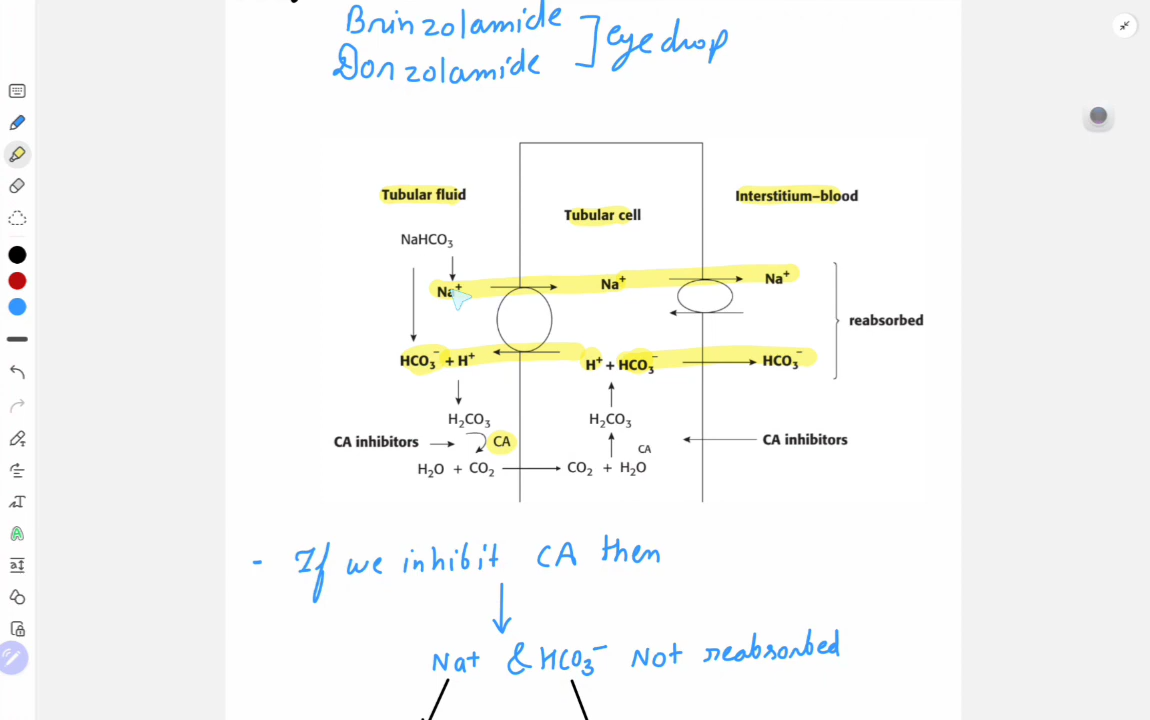 Brinzolamide
Donzolamide ] eye drop
Tubular fluid
Tubular cell
Interstitium–blood
NaHCO₃
Na⁺
Na⁺
Na⁺
reabsorbed
HCO₃⁻ + H⁺
H⁺ + HCO₃⁻
HCO₃⁻
H₂CO₃
H₂CO₃
CA inhibitors
CA
CA
CA inhibitors
H₂O + CO₂
CO₂ + H₂O
- If we inhibit CA then
Na+ & HCO₃⁻ Not reabsorbed